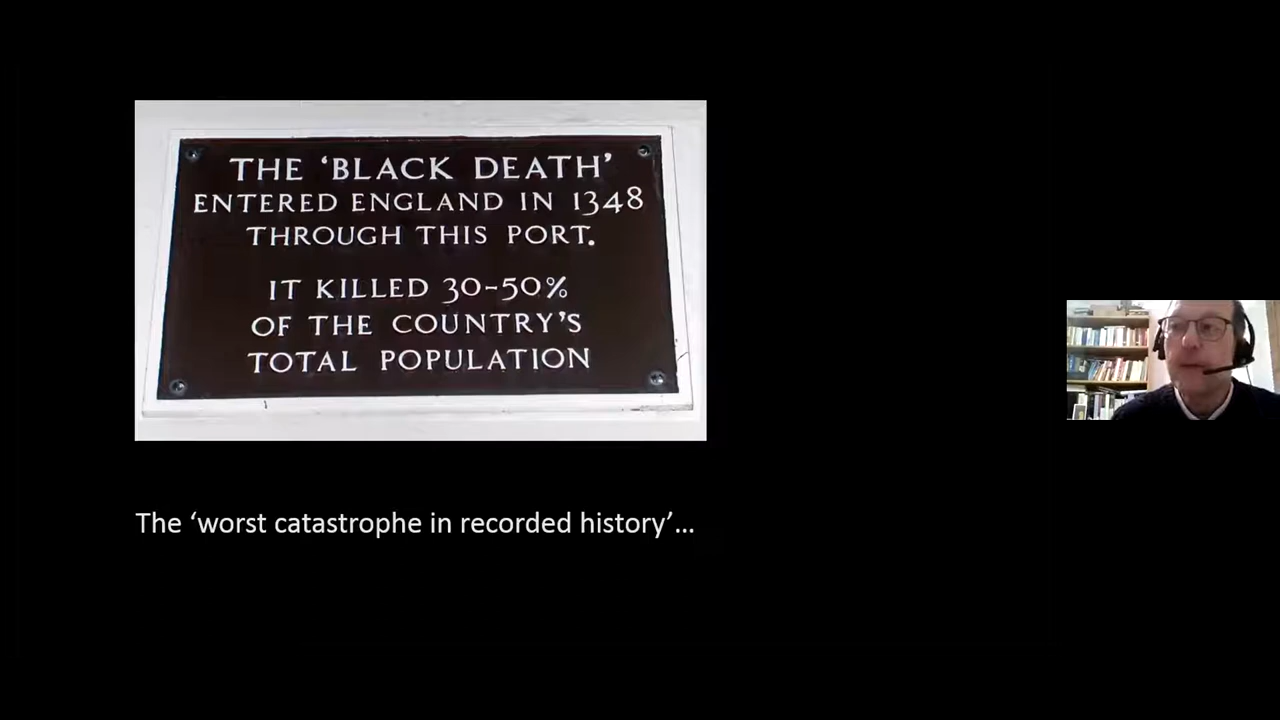 THE ‘BLACK DEATH’
ENTERED ENGLAND IN 1348
THROUGH THIS PORT.
IT KILLED 30-50%
OF THE COUNTRY’S
TOTAL POPULATION
The ‘worst catastrophe in recorded history’...